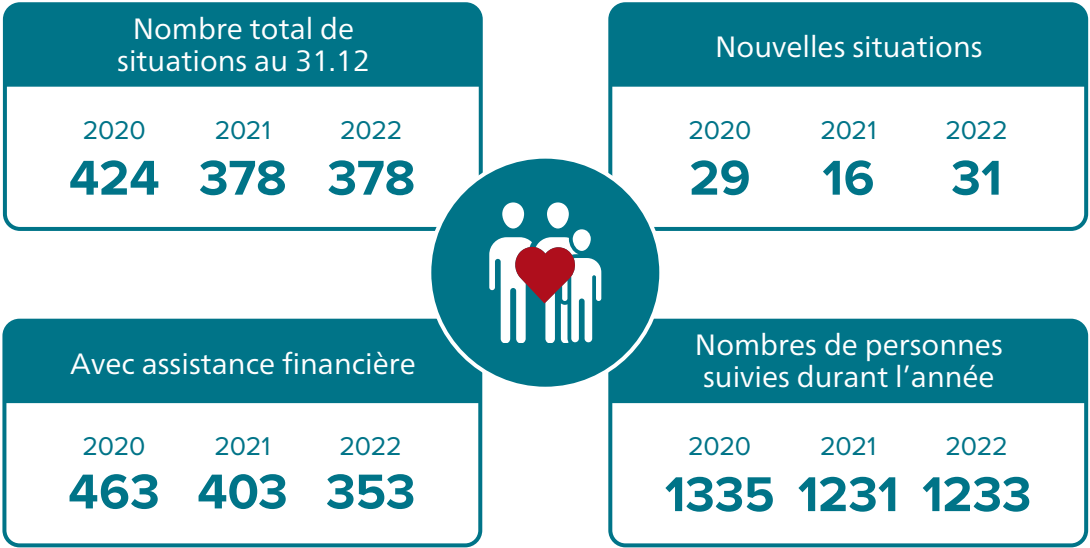 Nombre total de
situations au 31.12
2020 2021 2022
424 378 378
Nouvelles situations
2020 2021 2022
29 16 31
Avec assistance financière
2020 2021 2022
463 403 353
Nombres de personnes
suivies durant l’année
2020 2021 2022
1335 1231 1233